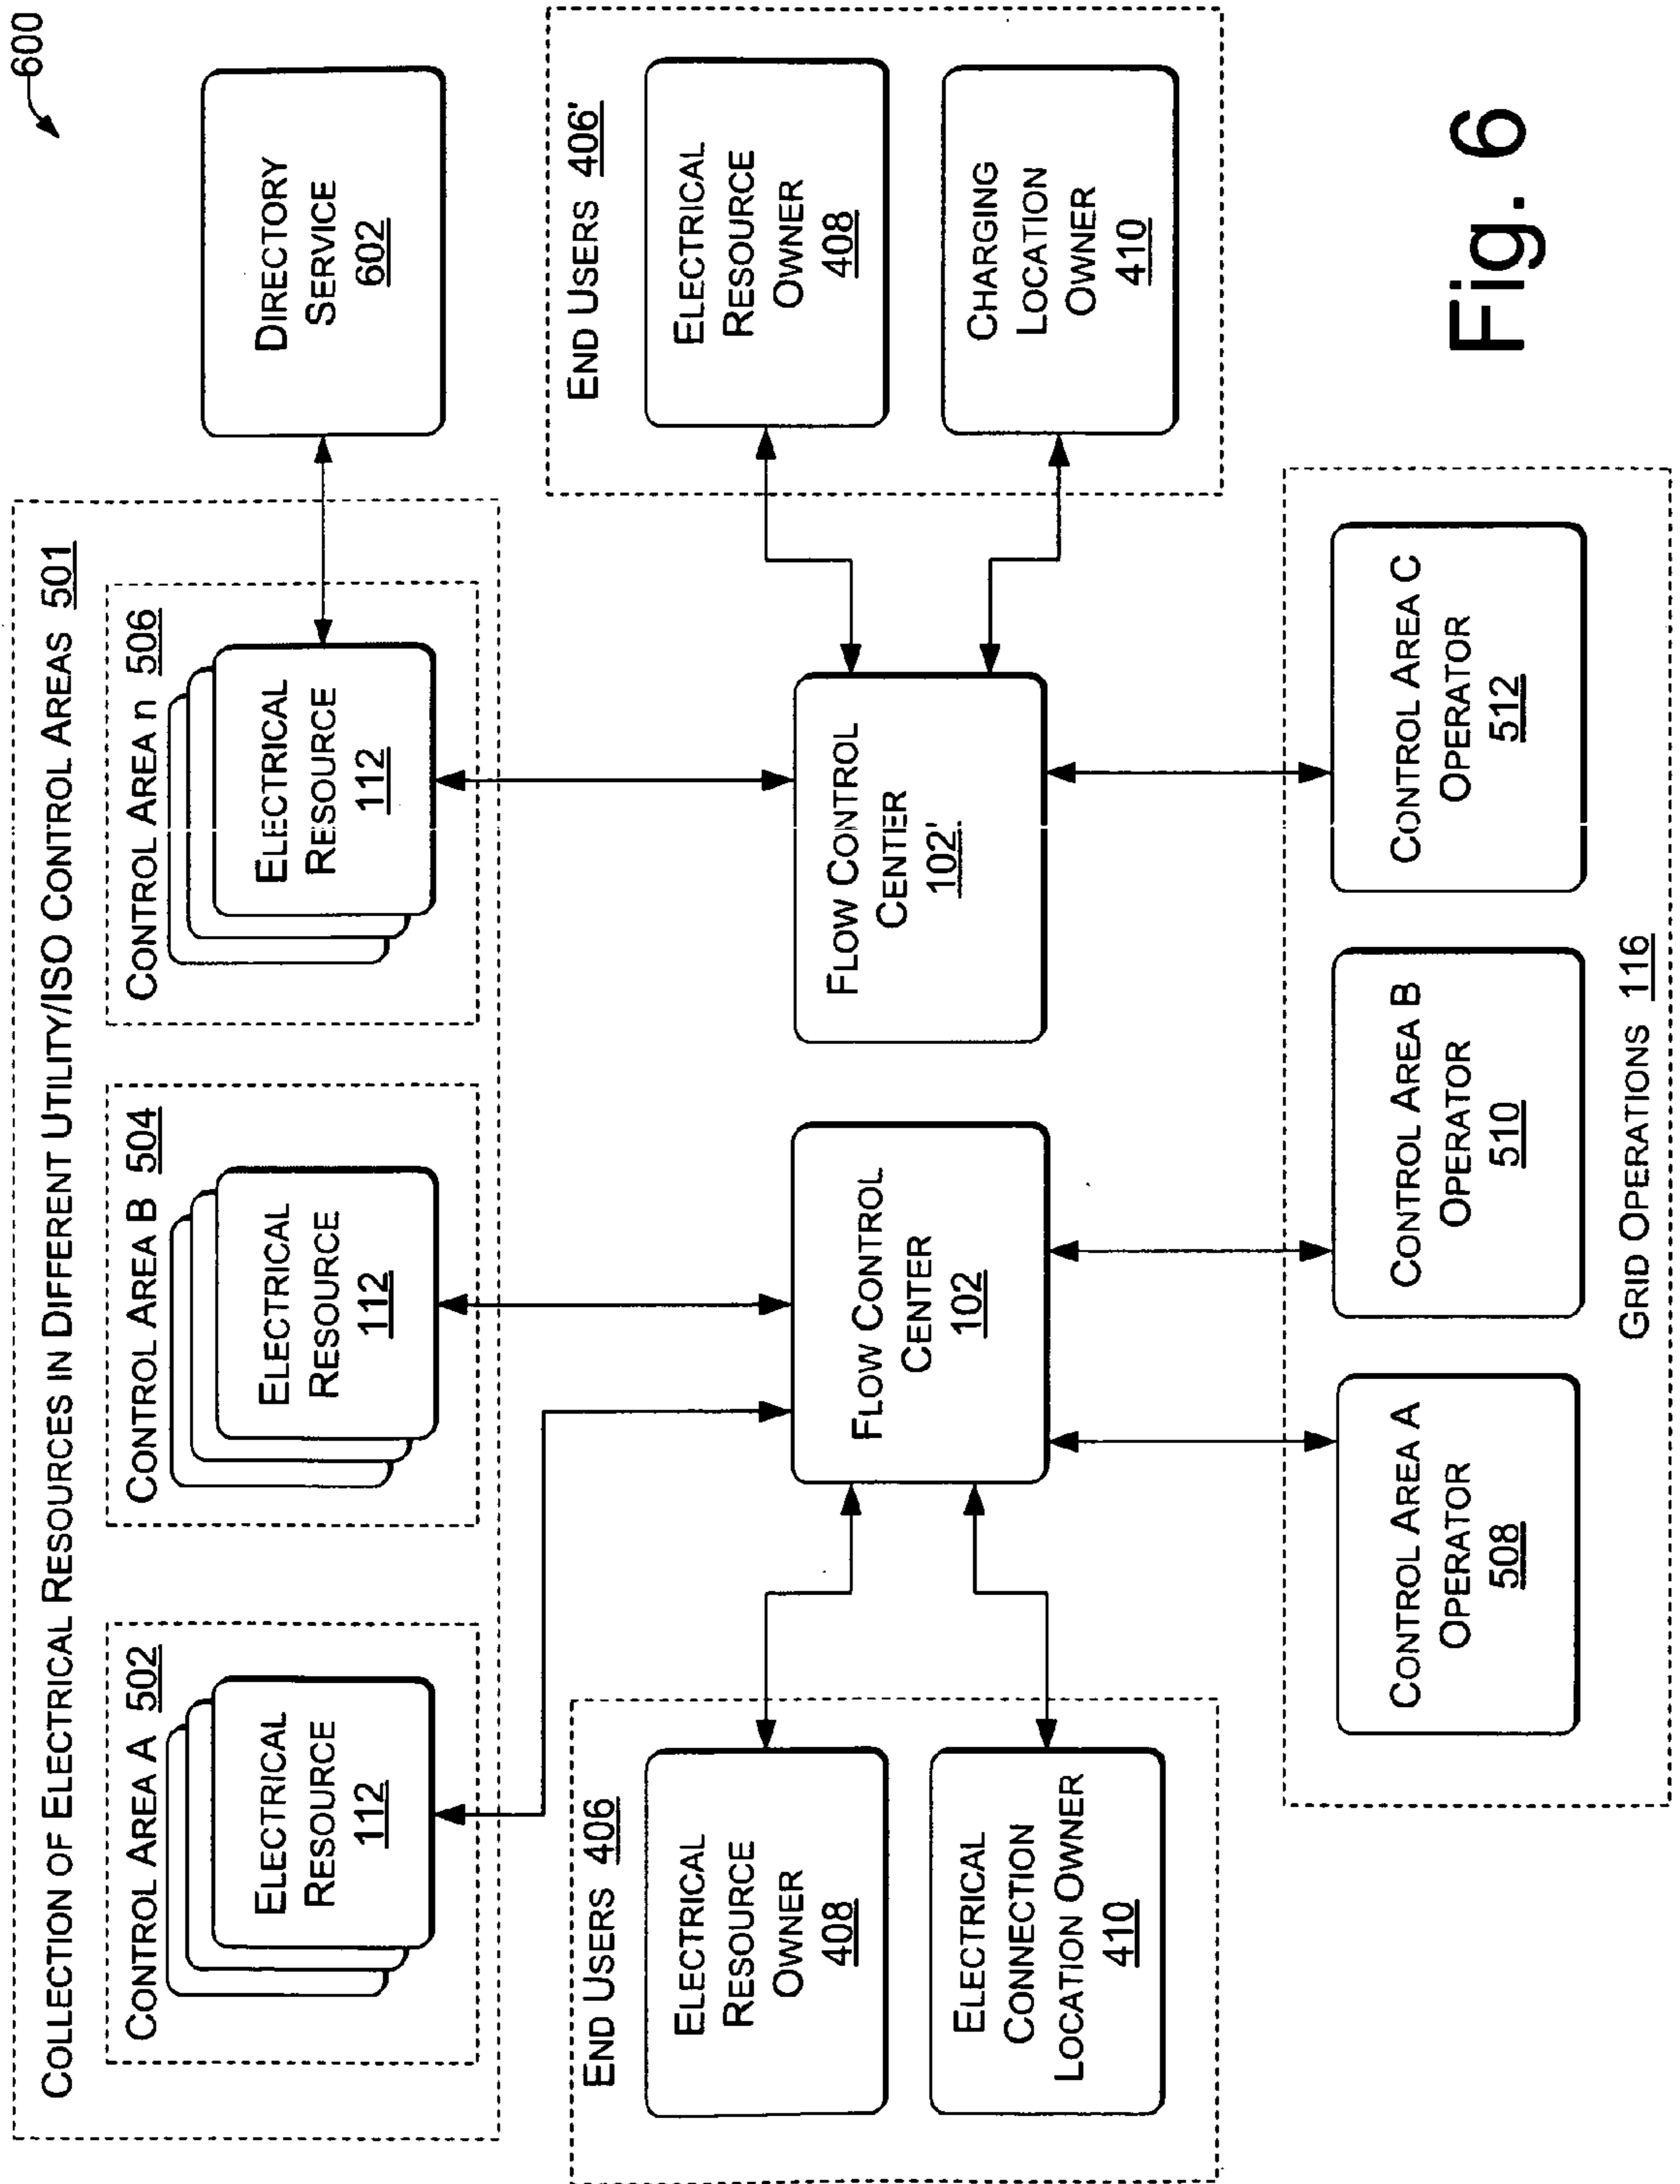 600
COLLECTION OF ELECTRICAL RESOURCES IN DIFFERENT UTILITY/ISO CONTROL AREAS 501
CONTROL AREA A 502
ELECTRICAL
RESOURCE
112
CONTROL AREA B 504
ELECTRICAL
RESOURCE
112
CONTROL AREA n 506
ELECTRICAL
RESOURCE
112
DIRECTORY
SERVICE
602
END USERS 406
ELECTRICAL
RESOURCE
OWNER
408
ELECTRICAL
CONNECTION
LOCATION OWNER
410
FLOW CONTROL
CENTER
102
FLOW CONTROL
CENTER
102'
END USERS 406'
ELECTRICAL
RESOURCE
OWNER
408
CHARGING
LOCATION
OWNER
410
CONTROL AREA A
OPERATOR
508
CONTROL AREA B
OPERATOR
510
CONTROL AREA C
OPERATOR
512
GRID OPERATIONS 116
Fig. 6